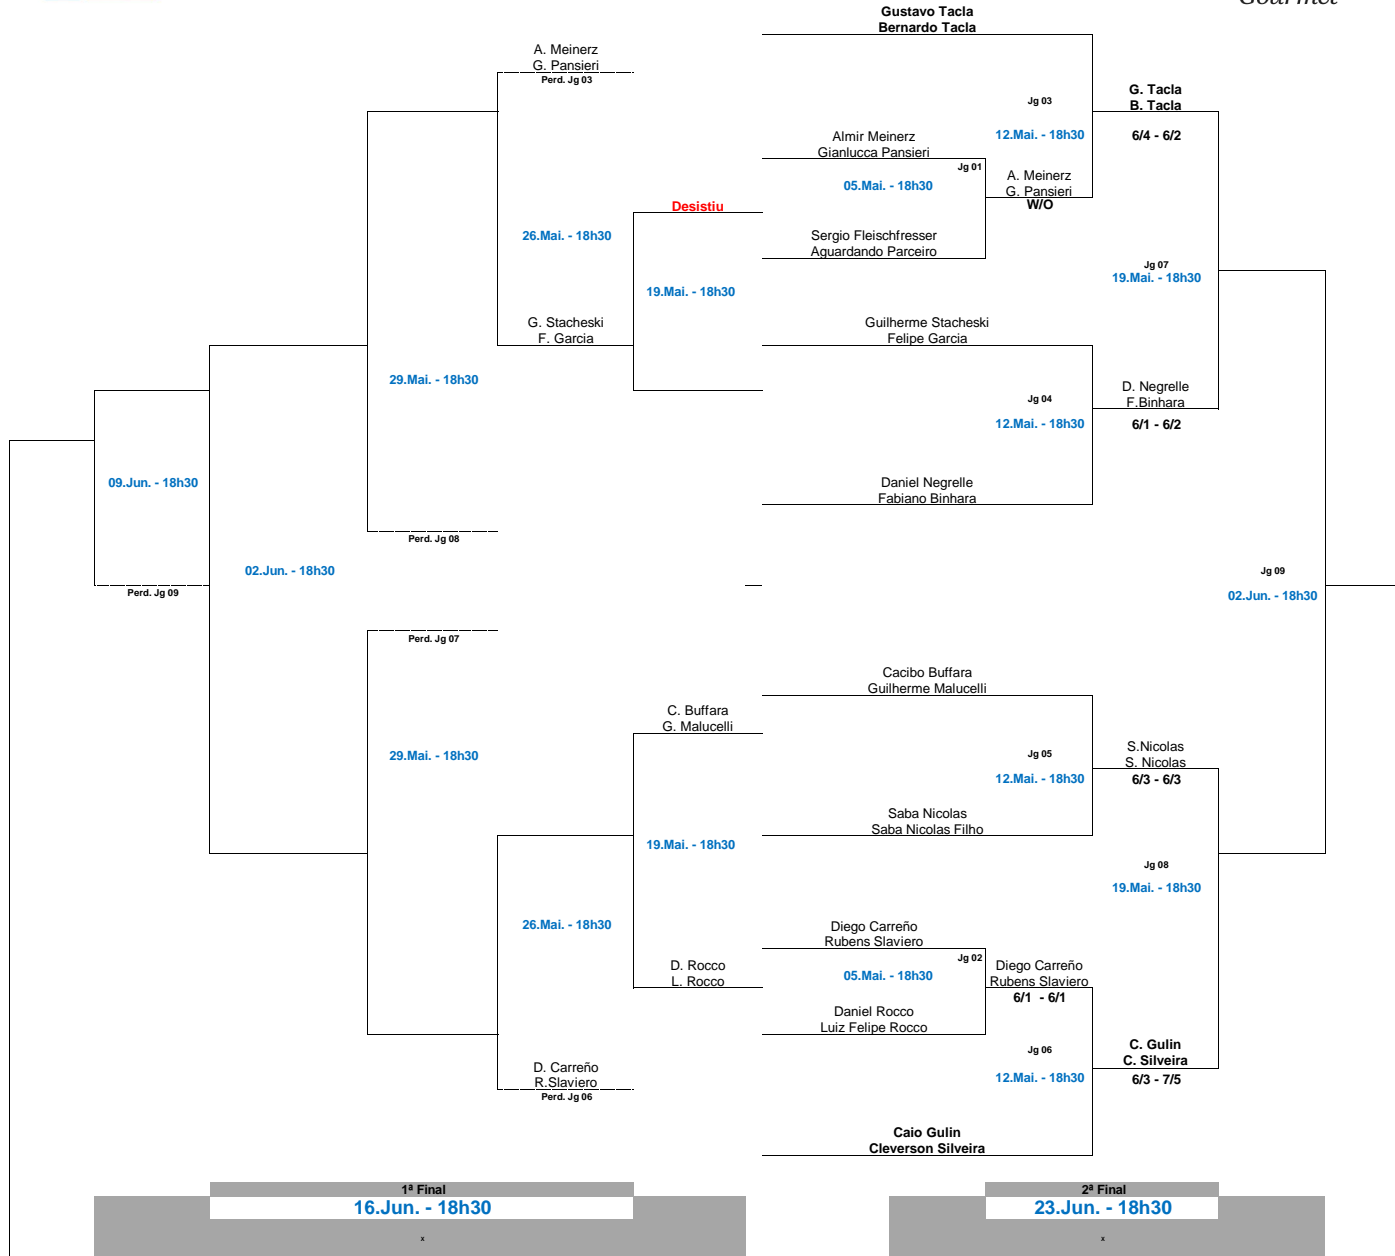 Gourmet
Gustavo Tacla
Bernardo Tacla
A. Meinerz
G. Pansieri
Perd. Jg 03
Jg 03
12.Mai. - 18h30
G. Tacla
B. Tacla
6/4 - 6/2
Almir Meinerz
Gianlucca Pansieri
Jg 01
05.Mai. - 18h30
A. Meinerz
G. Pansieri
W/O
Desistiu
26.Mai. - 18h30
Sergio Fleischfresser
Aguardando Parceiro
Jg 07
19.Mai. - 18h30
19.Mai. - 18h30
G. Stacheski
F. Garcia
Guilherme Stacheski
Felipe Garcia
29.Mai. - 18h30
Jg 04
12.Mai. - 18h30
D. Negrelle
F.Binhara
6/1 - 6/2
09.Jun. - 18h30
Daniel Negrelle
Fabiano Binhara
Perd. Jg 08
02.Jun. - 18h30
Perd. Jg 09
Jg 09
02.Jun. - 18h30
Perd. Jg 07
Cacibo Buffara
Guilherme Malucelli
C. Buffara
G. Malucelli
29.Mai. - 18h30
Jg 05
12.Mai. - 18h30
S.Nicolas
S. Nicolas
6/3 - 6/3
Saba Nicolas
Saba Nicolas Filho
19.Mai. - 18h30
Jg 08
19.Mai. - 18h30
26.Mai. - 18h30
Diego Carreño
Rubens Slaviero
Jg 02
05.Mai. - 18h30
D. Rocco
L. Rocco
Diego Carreño
Rubens Slaviero
6/1 - 6/1
Daniel Rocco
Luiz Felipe Rocco
Jg 06
12.Mai. - 18h30
C. Gulin
C. Silveira
6/3 - 7/5
D. Carreño
R.Slaviero
Perd. Jg 06
Caio Gulin
Cleverson Silveira
1ª Final
16.Jun. - 18h30
x
2ª Final
23.Jun. - 18h30
x